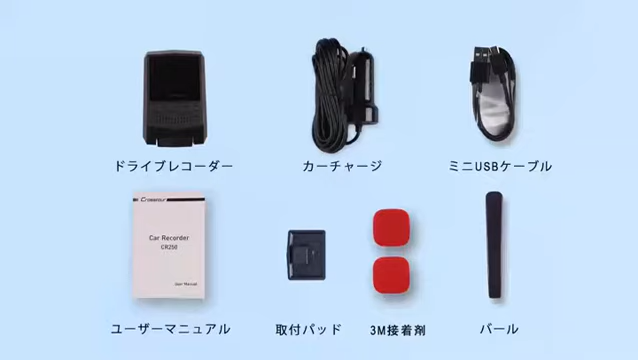 ドライブレコーダー
カーチャージ
ミニUSBケーブル
Crosstour
Car Recorder
CR250
User Manual
ユーザーマニュアル
取付パッド
3M接着剤
バール